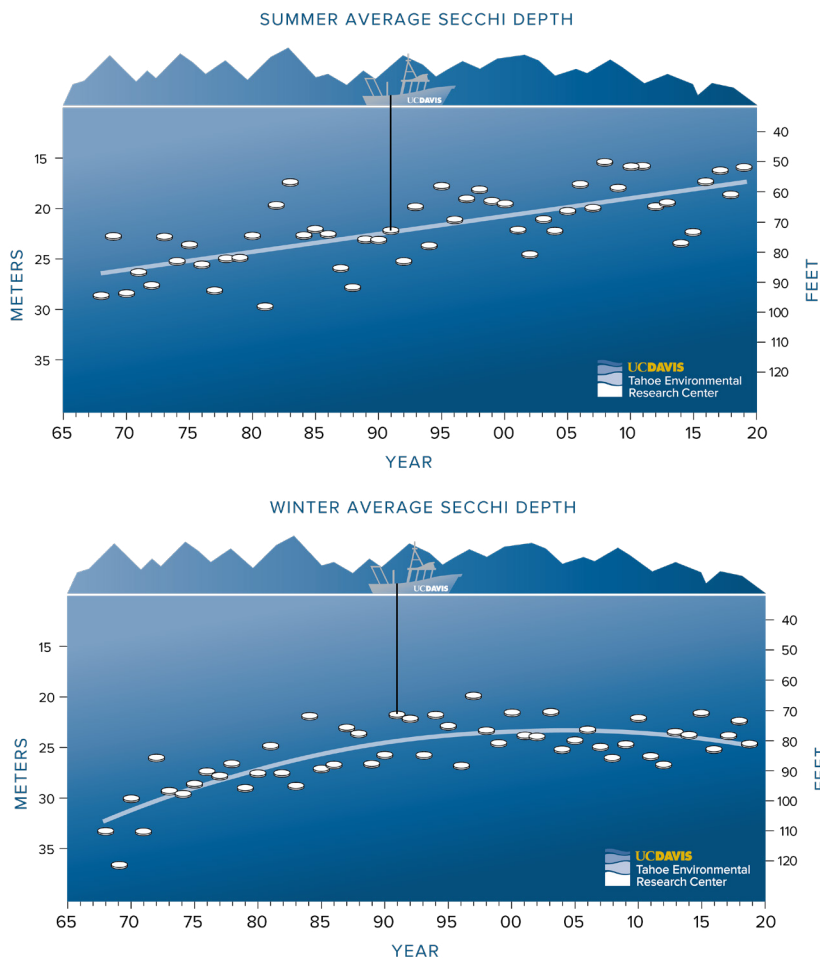 SUMMER AVERAGE SECCHI DEPTH
UCDAVIS
40
15
50
60
20
70
80
25
90
30
100
110
35
120
METERS
FEET
UCDAVIS
Tahoe Environmental
Research Center
65 70 75 80 85 90 95 00 05 10 15 20
YEAR
WINTER AVERAGE SECCHI DEPTH
UCDAVIS
40
15
50
60
20
70
80
25
90
30
100
110
35
120
METERS
FEET
UCDAVIS
Tahoe Environmental
Research Center
65 70 75 80 85 90 95 00 05 10 15 20
YEAR